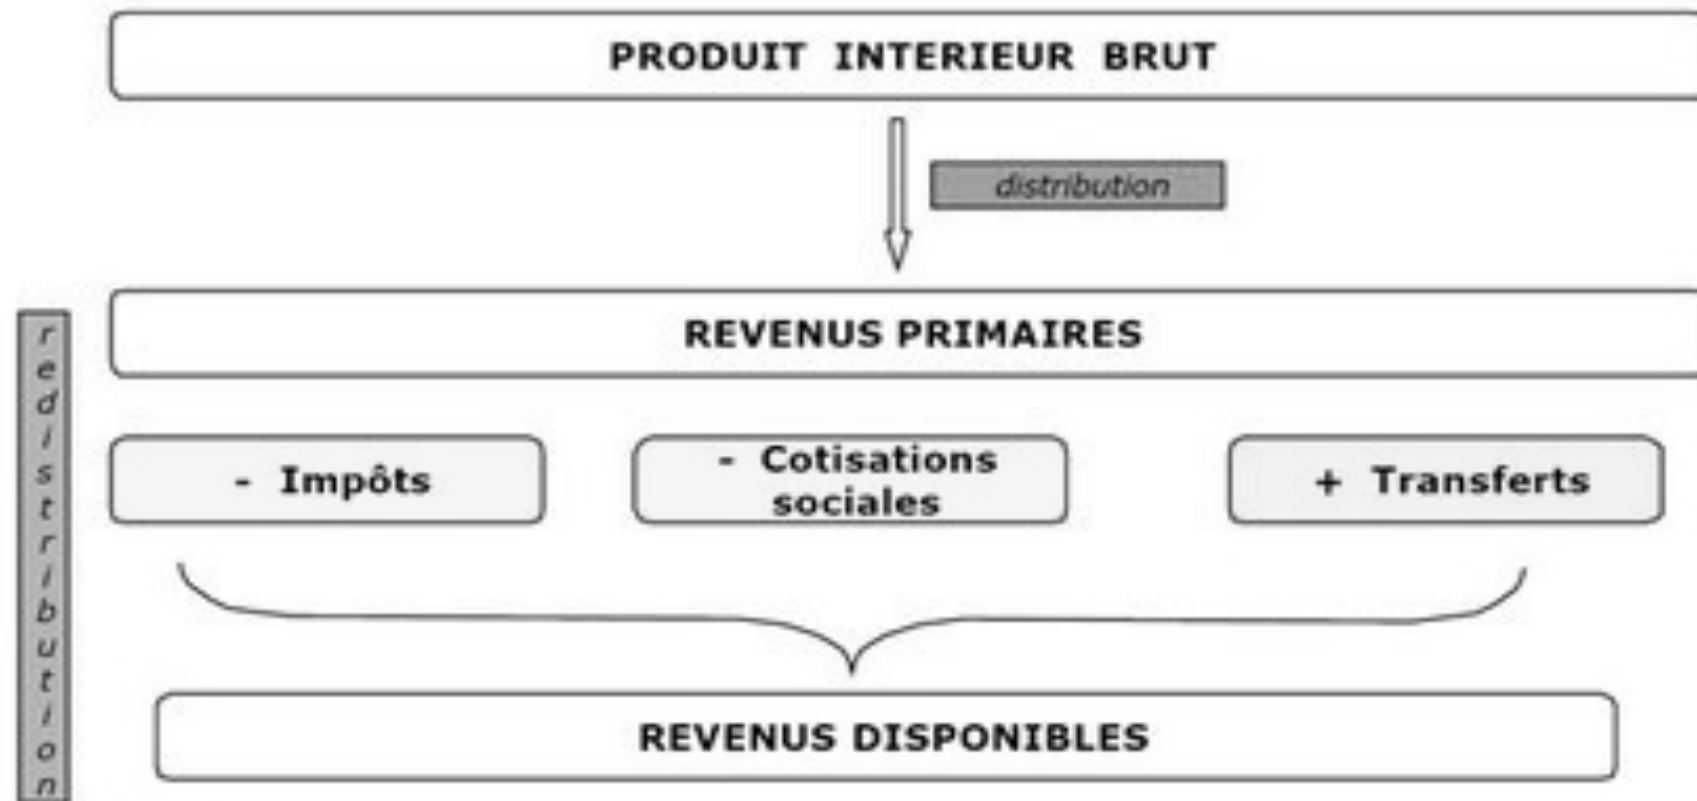 PRODUIT INTERIEUR BRUT
distribution
REVENUS PRIMAIRES
redistribution
- Impôts
- Cotisations
sociales
+ Transferts
REVENUS DISPONIBLES